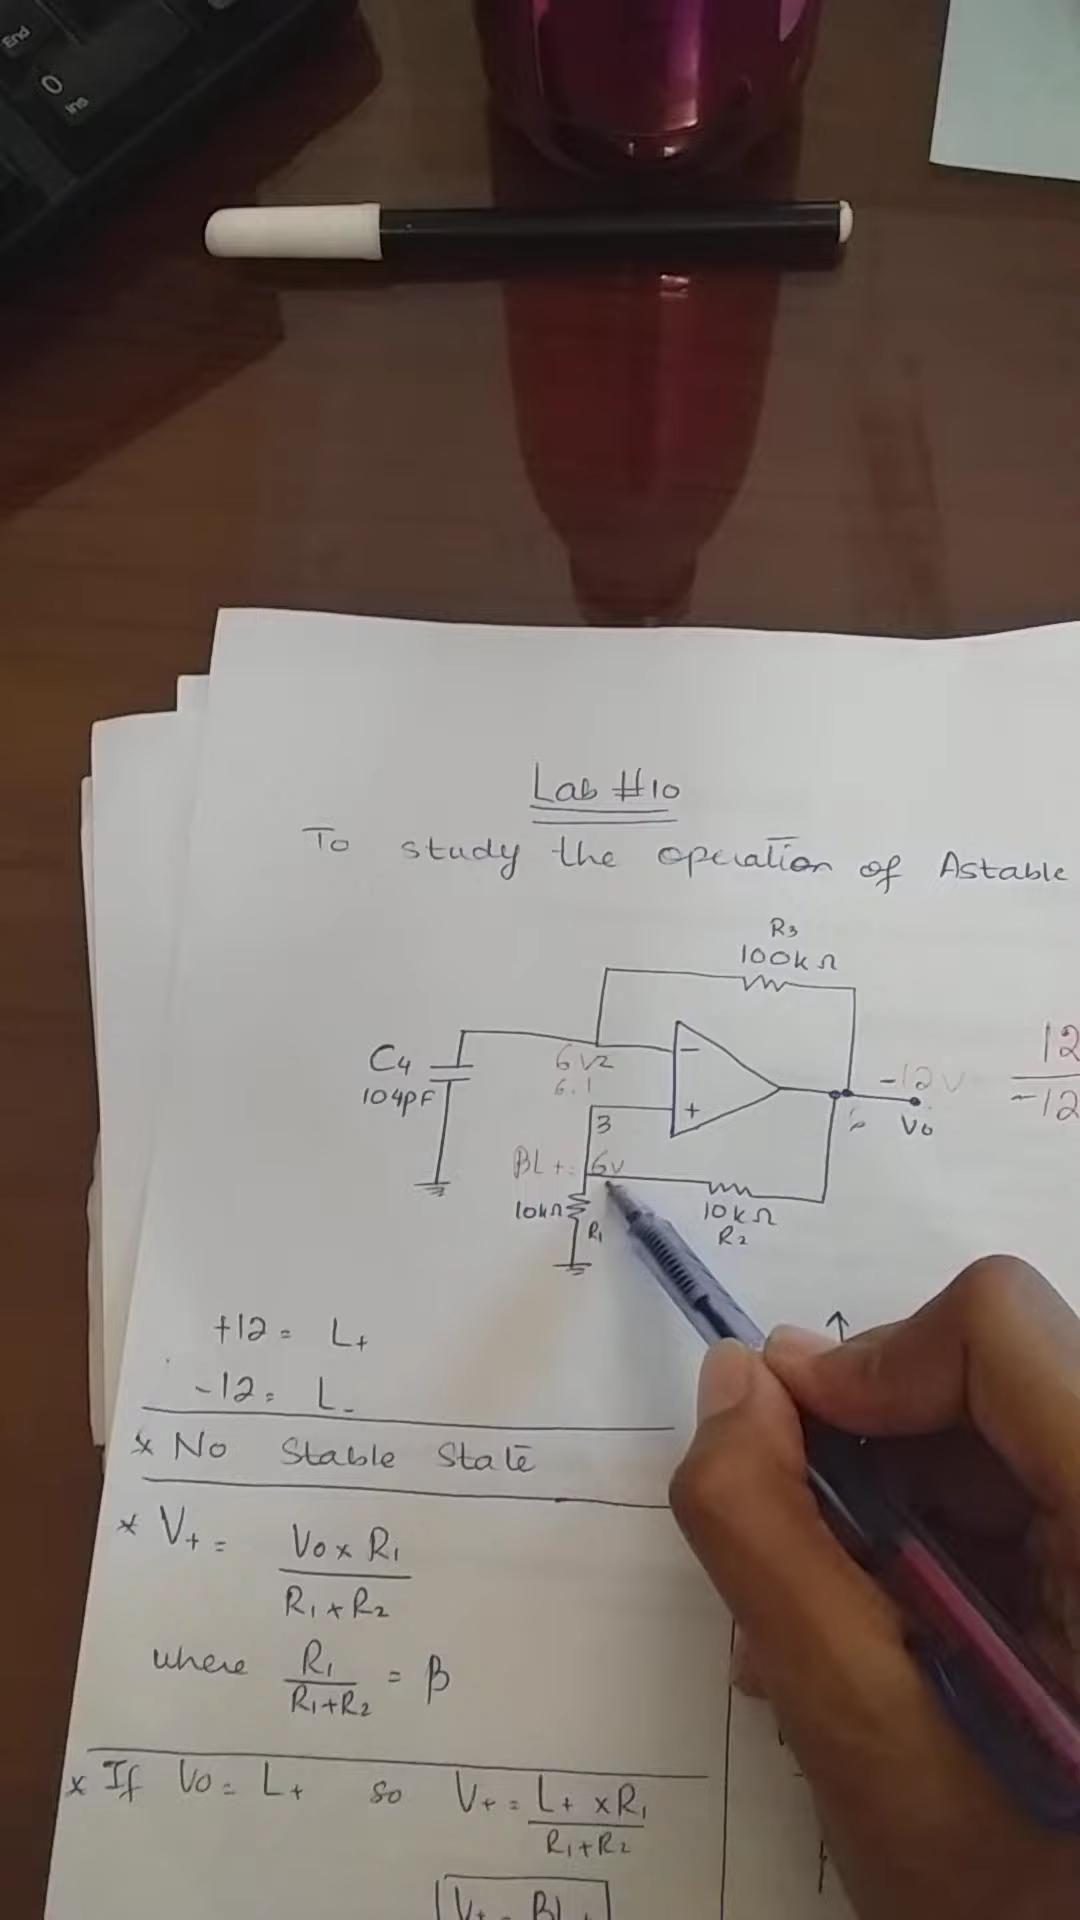 End
0
Ins
Lab #10
To study the operation of Astable
R3
100kΩ
C4
104pF
6V2
6.1
−
+
3
-12V
Vo
12
-12
βL+=6V
10kΩ
R1
10kΩ
R2
+12 = L+
-12 = L-
* No Stable State
* V+ = Vo x R1
R1+R2
where R1 = β
R1+R2
x If Vo = L+ so V+ = L+ x R1
R1+R2
V+ = βL+